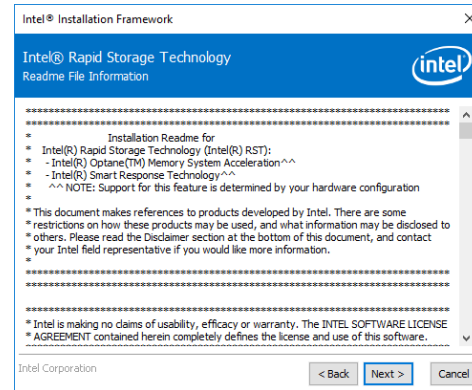 Intel® Installation Framework
Intel® Rapid Storage Technology
Readme File Information
intel
*******************************************************************************
*******************************************************************************
* Installation Readme for
* Intel(R) Rapid Storage Technology (Intel(R) RST):
* - Intel(R) Optane(TM) Memory System Acceleration^^
* - Intel(R) Smart Response Technology^^
* ^^ NOTE: Support for this feature is determined by your hardware configuration
*
* This document makes references to products developed by Intel. There are some
* restrictions on how these products may be used, and what information may be disclosed to
* others. Please read the Disclaimer section at the bottom of this document, and contact
* your Intel field representative if you would like more information.
*
*******************************************************************************
*******************************************************************************
*******************************************************************************
* Intel is making no claims of usability, efficacy or warranty. The INTEL SOFTWARE LICENSE
* AGREEMENT contained herein completely defines the license and use of this software.
Intel Corporation
< Back
Next >
Cancel